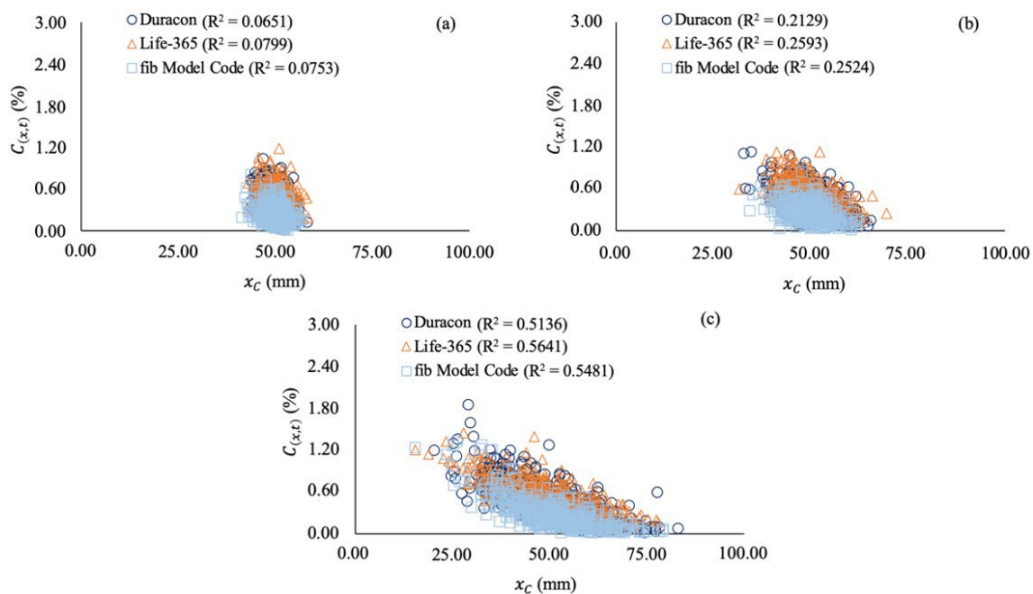 3.00
2.40
1.80
1.20
0.60
0.00
C(x,t) (%)
Duracon (R² = 0.0651)
Life-365 (R² = 0.0799)
fib Model Code (R² = 0.0753)
(a)
0.00 25.00 50.00 75.00 100.00
xC (mm)
3.00
2.40
1.80
1.20
0.60
0.00
C(x,t) (%)
Duracon (R² = 0.2129)
Life-365 (R² = 0.2593)
fib Model Code (R² = 0.2524)
(b)
0.00 25.00 50.00 75.00 100.00
xC (mm)
3.00
2.40
1.80
1.20
0.60
0.00
C(x,t) (%)
Duracon (R² = 0.5136)
Life-365 (R² = 0.5641)
fib Model Code (R² = 0.5481)
(c)
0.00 25.00 50.00 75.00 100.00
xC (mm)